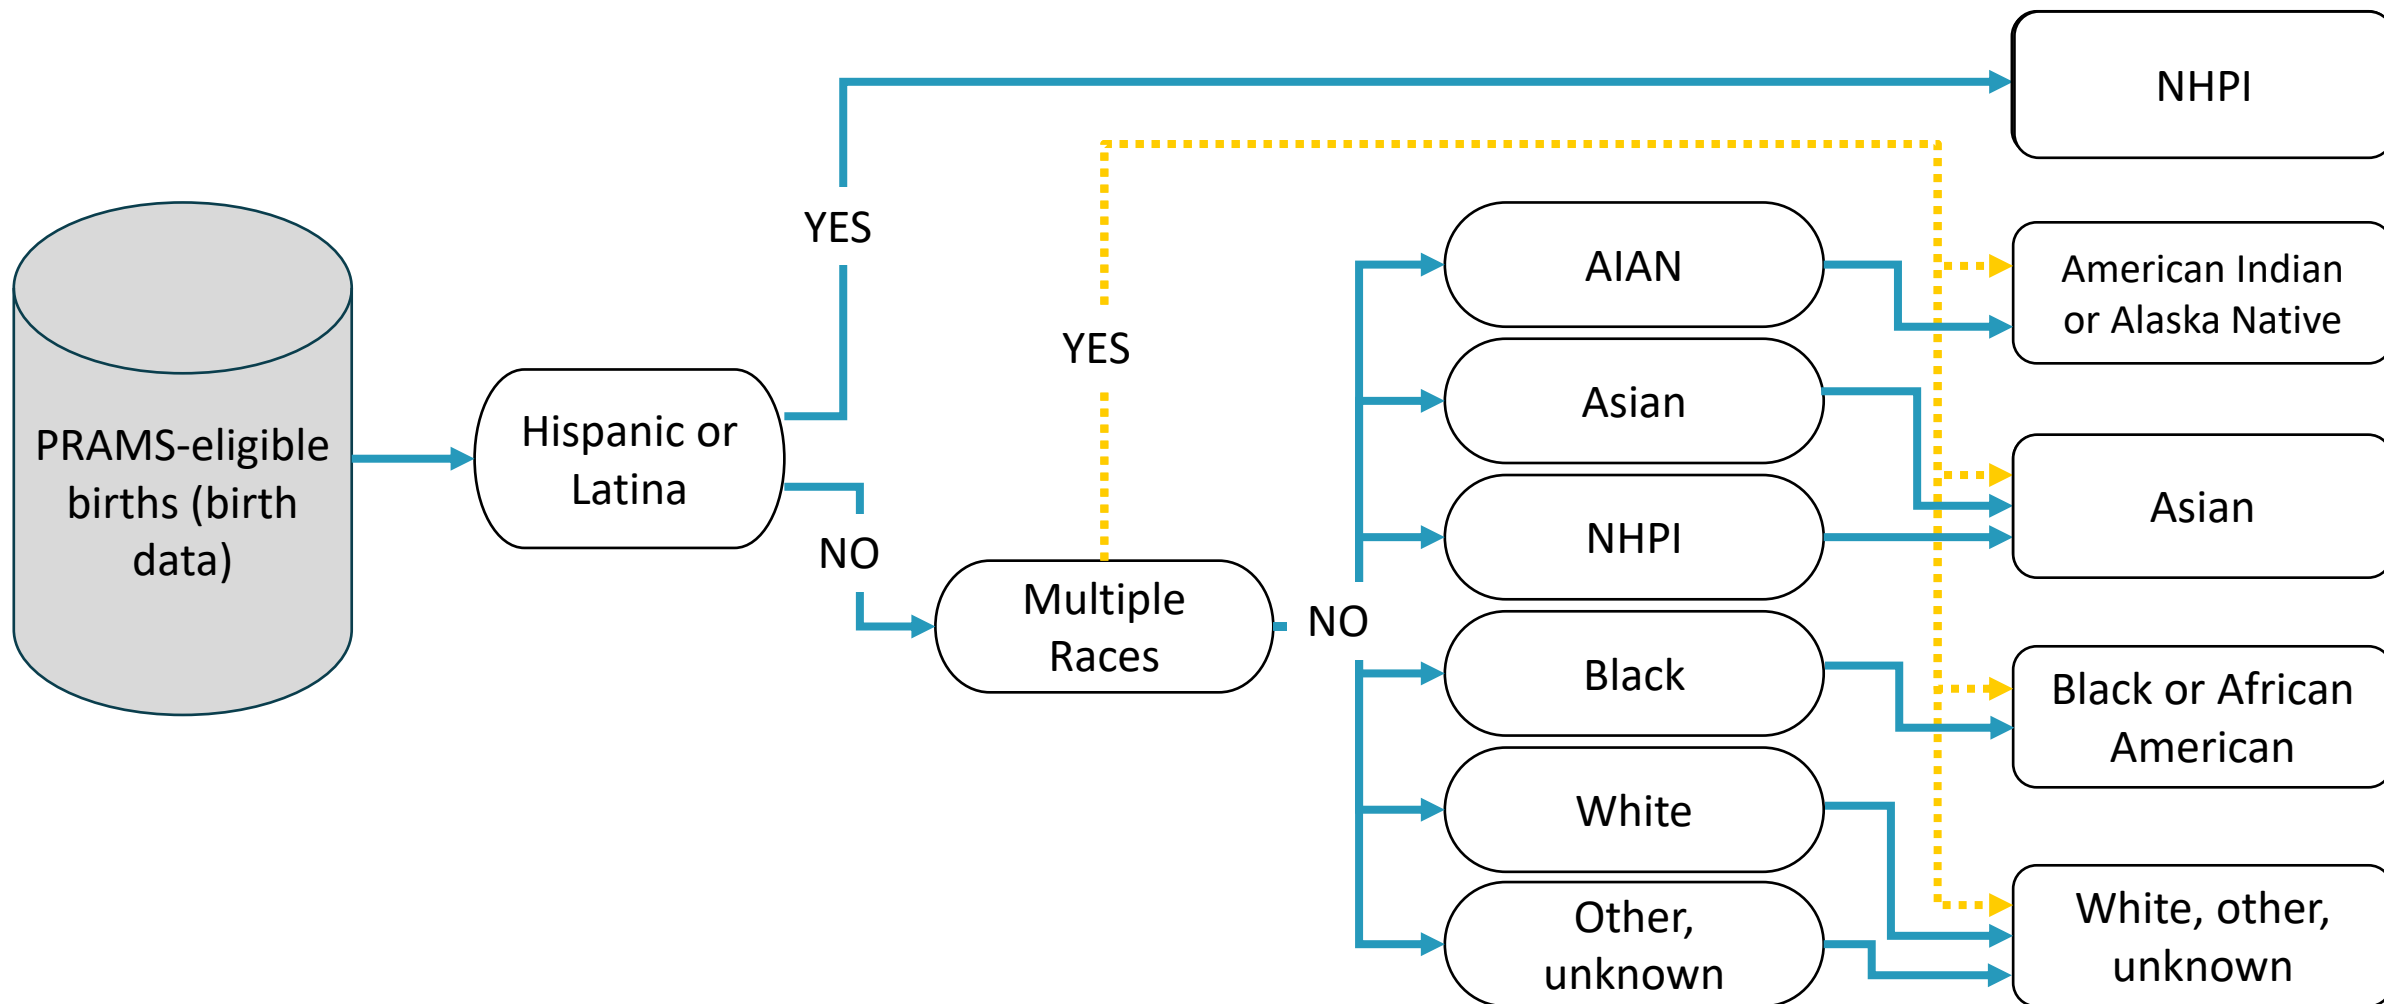 PRAMS-eligible
births (birth
data)
Hispanic or
Latina
YES
NO
Multiple
Races
YES
NO
AIAN
Asian
NHPI
Black
White
Other,
unknown
NHPI
American Indian
or Alaska Native
Asian
Black or African
American
White, other,
unknown